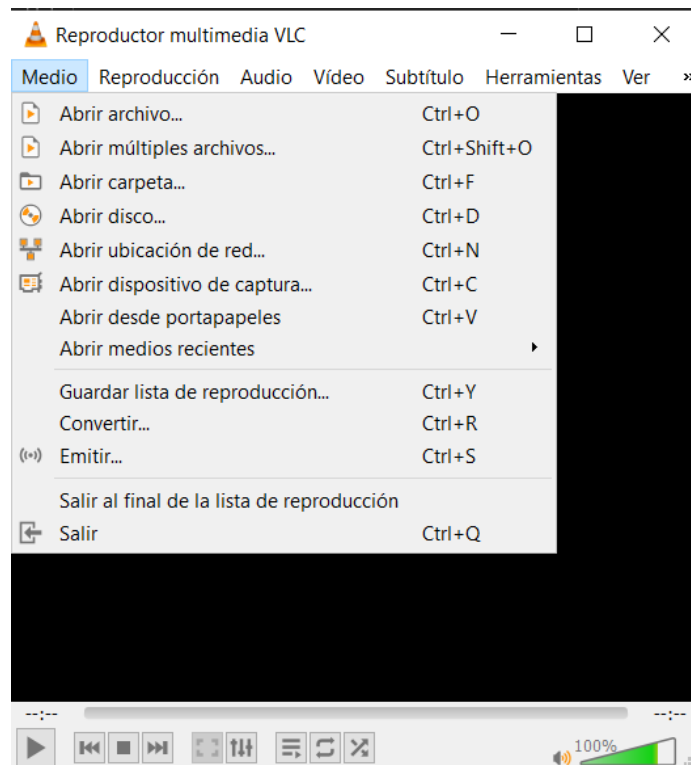 Reproductor multimedia VLC
Medio Reproducción Audio Vídeo Subtítulo Herramientas Ver »
Abrir archivo... Ctrl+O
Abrir múltiples archivos... Ctrl+Shift+O
Abrir carpeta... Ctrl+F
Abrir disco... Ctrl+D
Abrir ubicación de red... Ctrl+N
Abrir dispositivo de captura... Ctrl+C
Abrir desde portapapeles Ctrl+V
Abrir medios recientes
Guardar lista de reproducción... Ctrl+Y
Convertir... Ctrl+R
Emitir... Ctrl+S
Salir al final de la lista de reproducción
Salir Ctrl+Q
--:-- --:--
100%